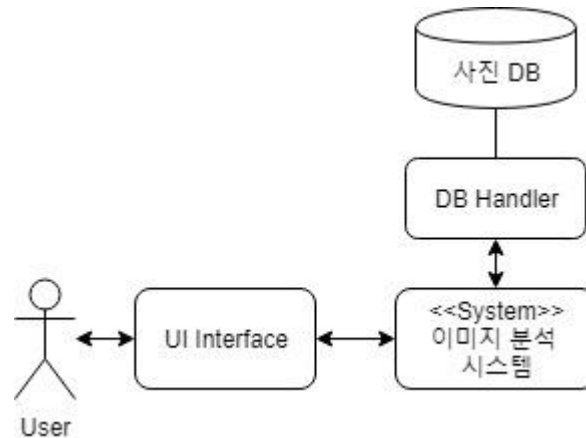 사진 DB
DB Handler
<<System>>
이미지 분석
시스템
UI Interface
User